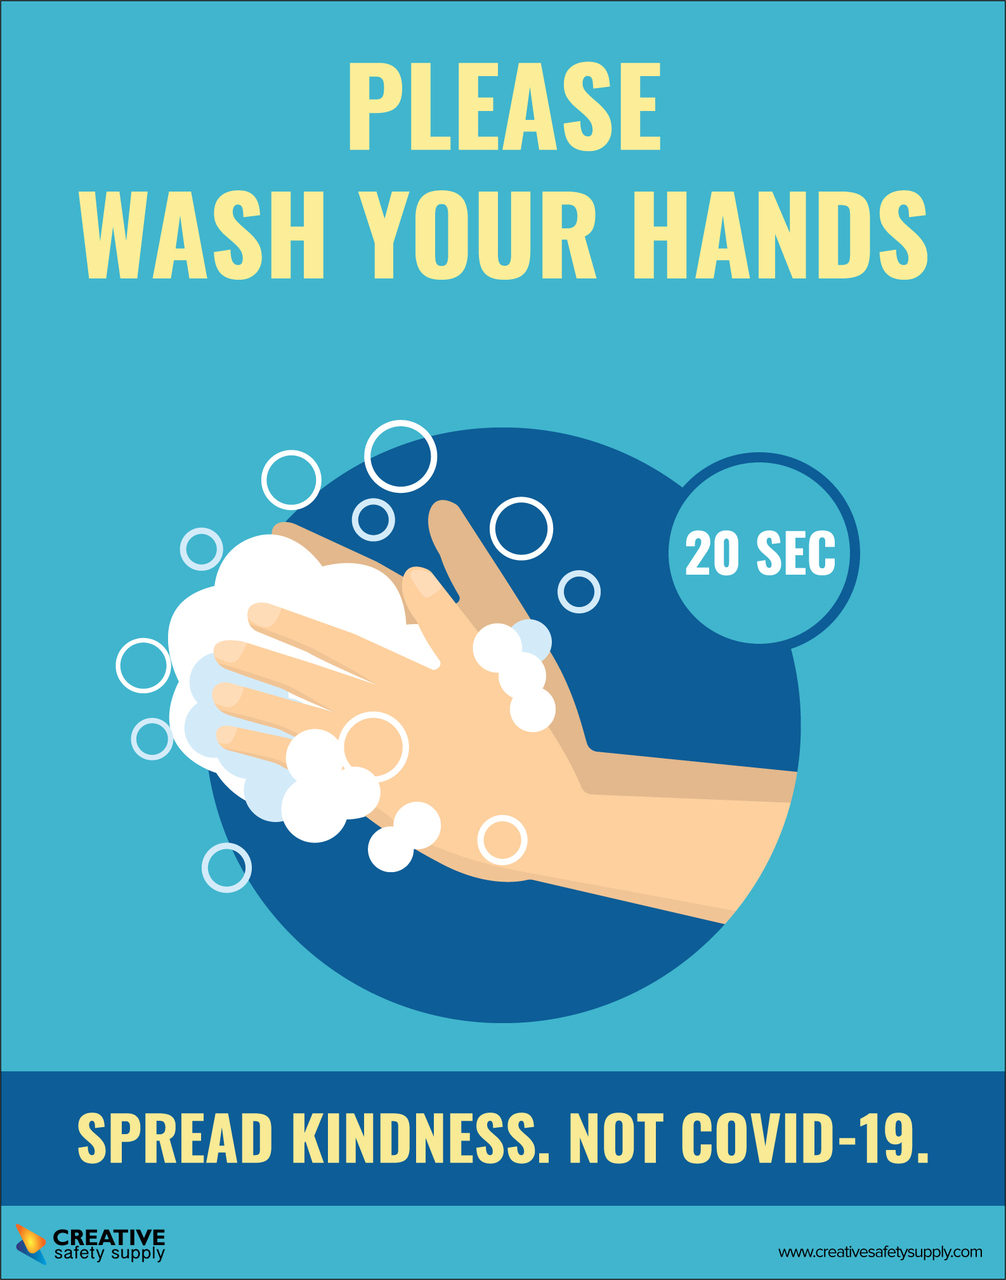 PLEASE
WASH YOUR HANDS
20 SEC
SPREAD KINDNESS. NOT COVID-19.
CREATIVE
safety supply
www.creativesafetysupply.com